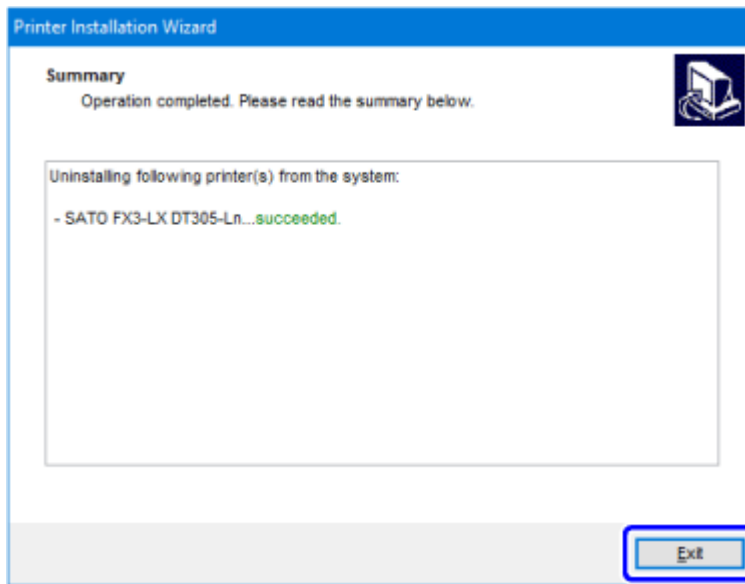 Printer Installation Wizard
Summary
Operation completed. Please read the summary below.
Uninstalling following printer(s) from the system:
- SATO FX3-LX DT305-Ln...succeeded.
Exit